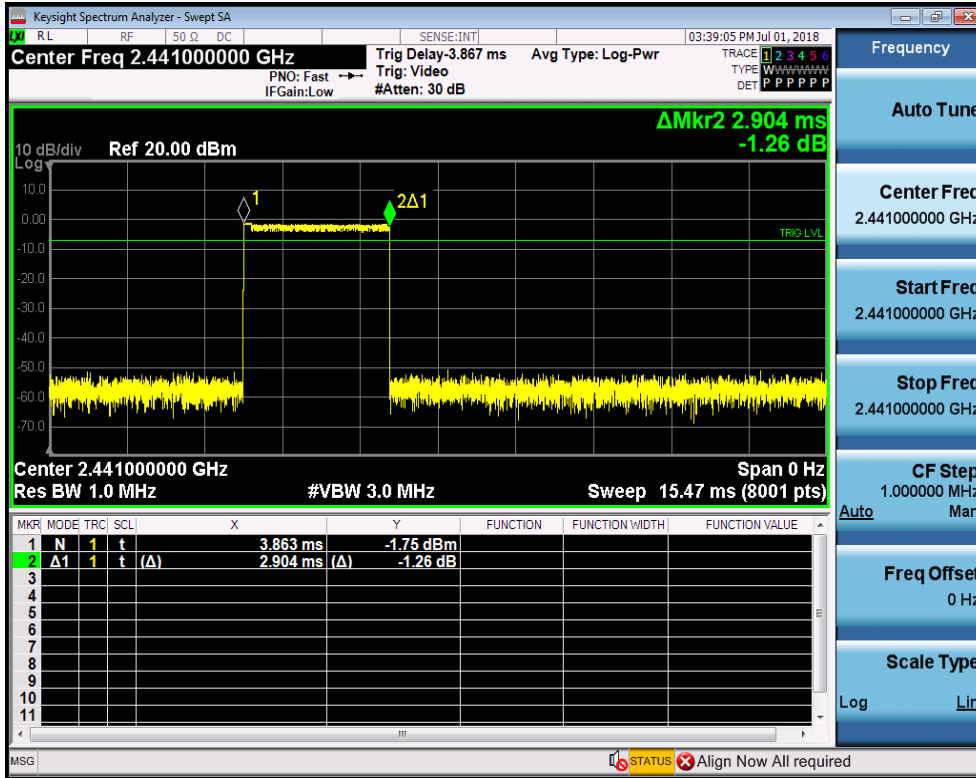 Keysight Spectrum Analyzer - Swept SA
LXI RL RF 50 Ω DC SENSE:INT 03:39:05 PM Jul 01, 2018
Center Freq 2.441000000 GHz
PNO: Fast
IFGain:Low
Trig Delay-3.867 ms
Trig: Video
#Atten: 30 dB
Avg Type: Log-Pwr
TRACE 1 2 3 4 5 6
TYPE WWWWWW
DET P P P P P P
ΔMkr2 2.904 ms
-1.26 dB
10 dB/div Ref 20.00 dBm
Log
10.0
0.00
-10.0
-20.0
-30.0
-40.0
-50.0
-60.0
-70.0
1
2Δ1
TRIG LVL
Center 2.441000000 GHz Span 0 Hz
Res BW 1.0 MHz #VBW 3.0 MHz Sweep 15.47 ms (8001 pts)
MKR MODE TRC SCL X Y FUNCTION FUNCTION WIDTH FUNCTION VALUE
1 N 1 t 3.863 ms -1.75 dBm
2 Δ1 1 t (Δ) 2.904 ms (Δ) -1.26 dB
3
4
5
6
7
8
9
10
11
MSG STATUS Align Now All required
Frequency
Auto Tune
Center Freq
2.441000000 GHz
Start Freq
2.441000000 GHz
Stop Freq
2.441000000 GHz
CF Step
1.000000 MHz
Auto Man
Freq Offset
0 Hz
Scale Type
Log Lin